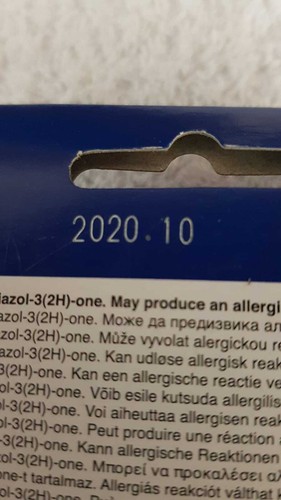 2020.10
iazol-3(2H)-one. May produce an allergi
azol-3(2H)-one. Може да предизвика ал
zol-3(2H)-one. Může vyvolat alergickou re
zol-3(2H)-one. Kan udløse allergisk reak
zol-3(2H)-one. Kan een allergische reactie ve
ol-3(2H)-one. Võib esile kutsuda allergilis
ol-3(2H)-one. Voi aiheuttaa allergisen reak
ol-3(2H)-one. Peut produire une réaction a
l-3(2H)-one. Kann allergische Reaktionen
-3(2H)-one. Μπορεί να προκαλέσει αλ
one-t tartalmaz. Allergiás reakciót válthat k